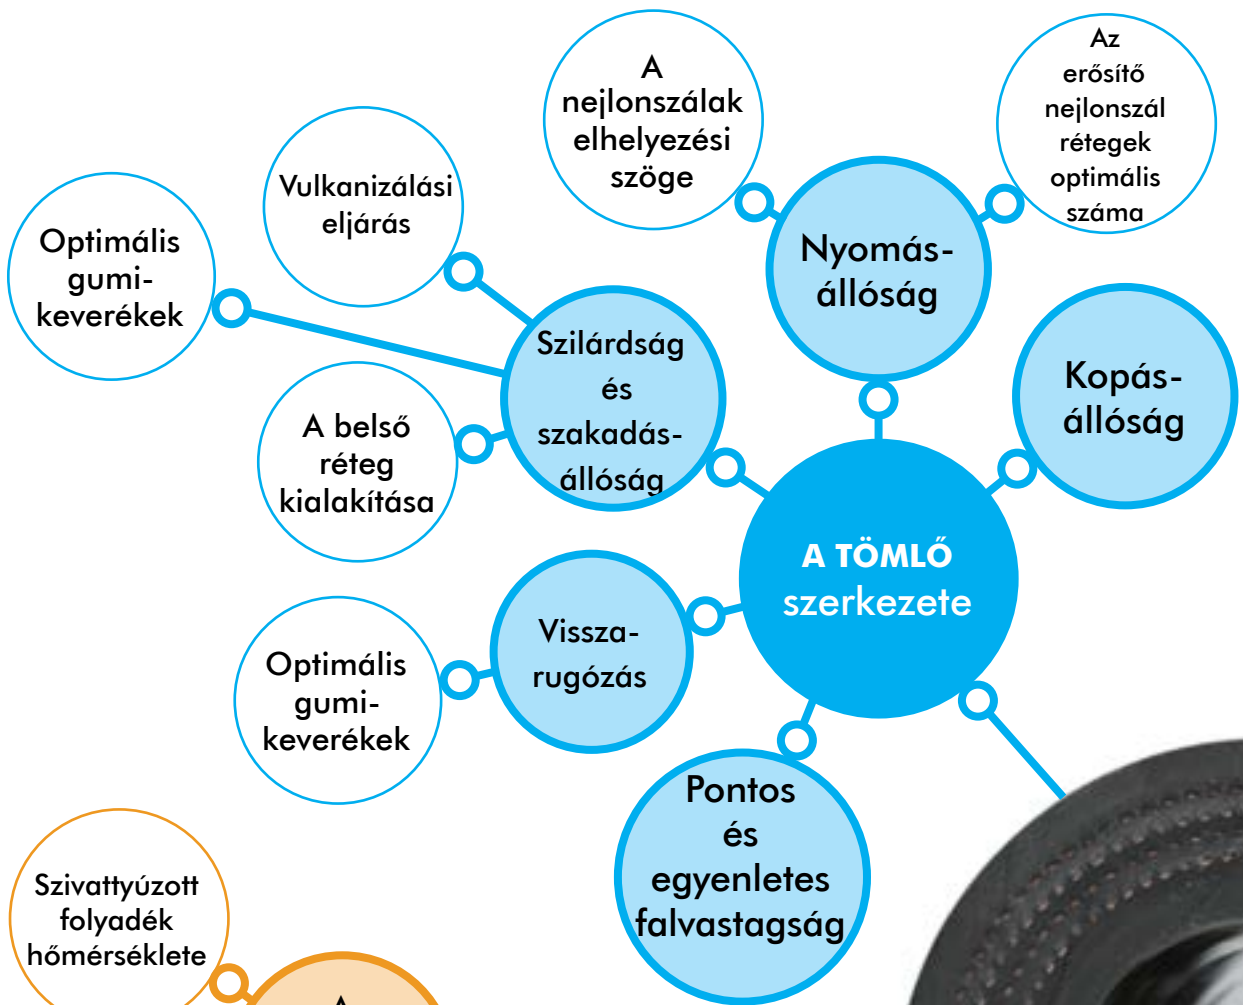 Az
erősítő
nejlonszál
rétegek
optimális
száma
A
nejlonszálak
elhelyezési
szöge
Vulkanizálási
eljárás
Optimális
gumi-
keverékek
Nyomás-
állóság
Szilárdság
és
szakadás-
állóság
Kopás-
állóság
A belső
réteg
kialakítása
A TÖMLŐ
szerkezete
Vissza-
rugózás
Optimális
gumi-
keverékek
Pontos
és
egyenletes
falvastagság
Szivattyúzott
folyadék
hőmérséklete
A